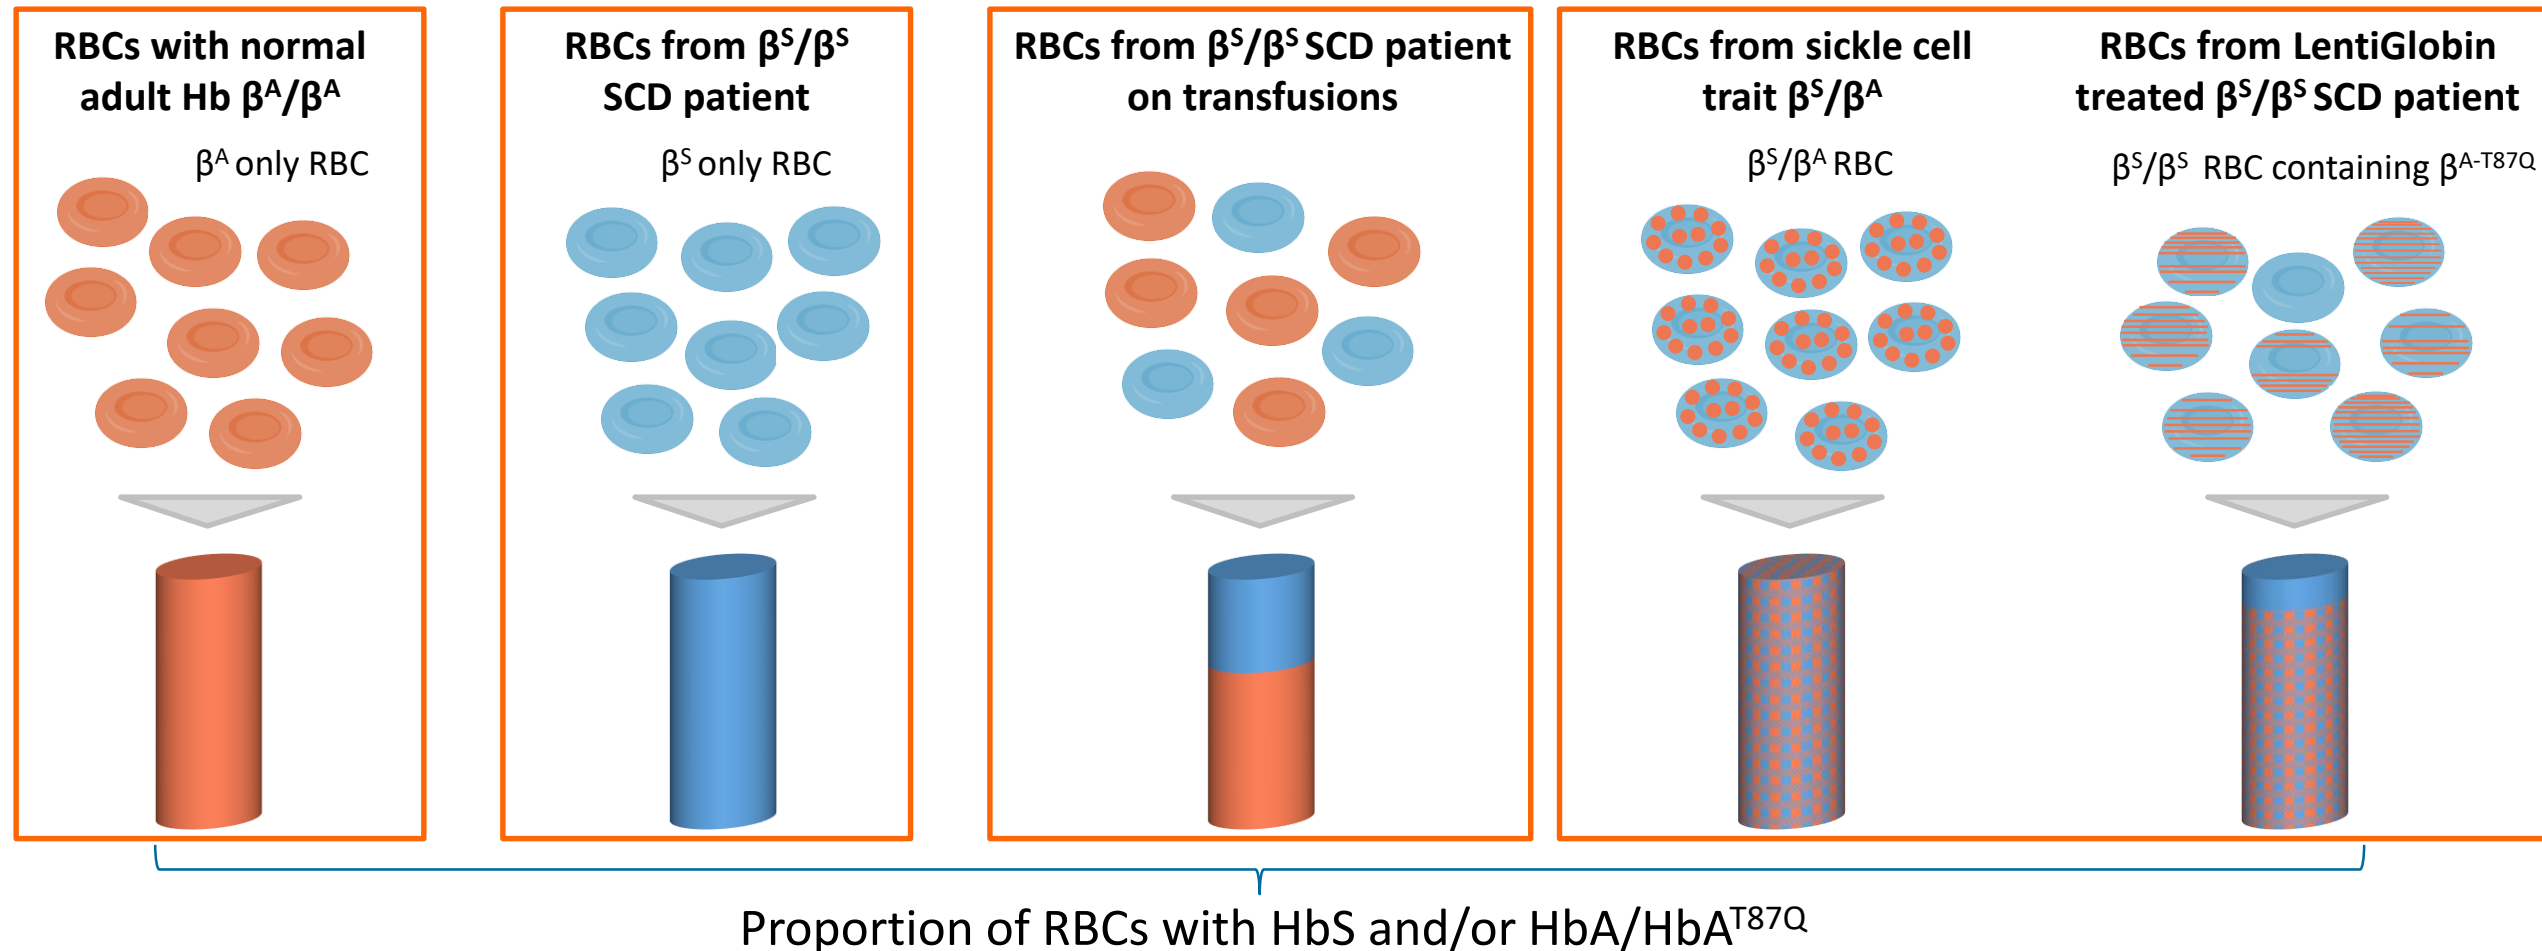 RBCs with normal
adult Hb βᴬ/βᴬ
βᴬ only RBC
RBCs from βˢ/βˢ
SCD patient
βˢ only RBC
RBCs from βˢ/βˢ SCD patient
on transfusions
RBCs from sickle cell
trait βˢ/βᴬ
βˢ/βᴬ RBC
RBCs from LentiGlobin
treated βˢ/βˢ SCD patient
βˢ/βˢ RBC containing βᴬ⁻ᵀ⁸⁷Q
Proportion of RBCs with HbS and/or HbA/HbAᵀ⁸⁷Q